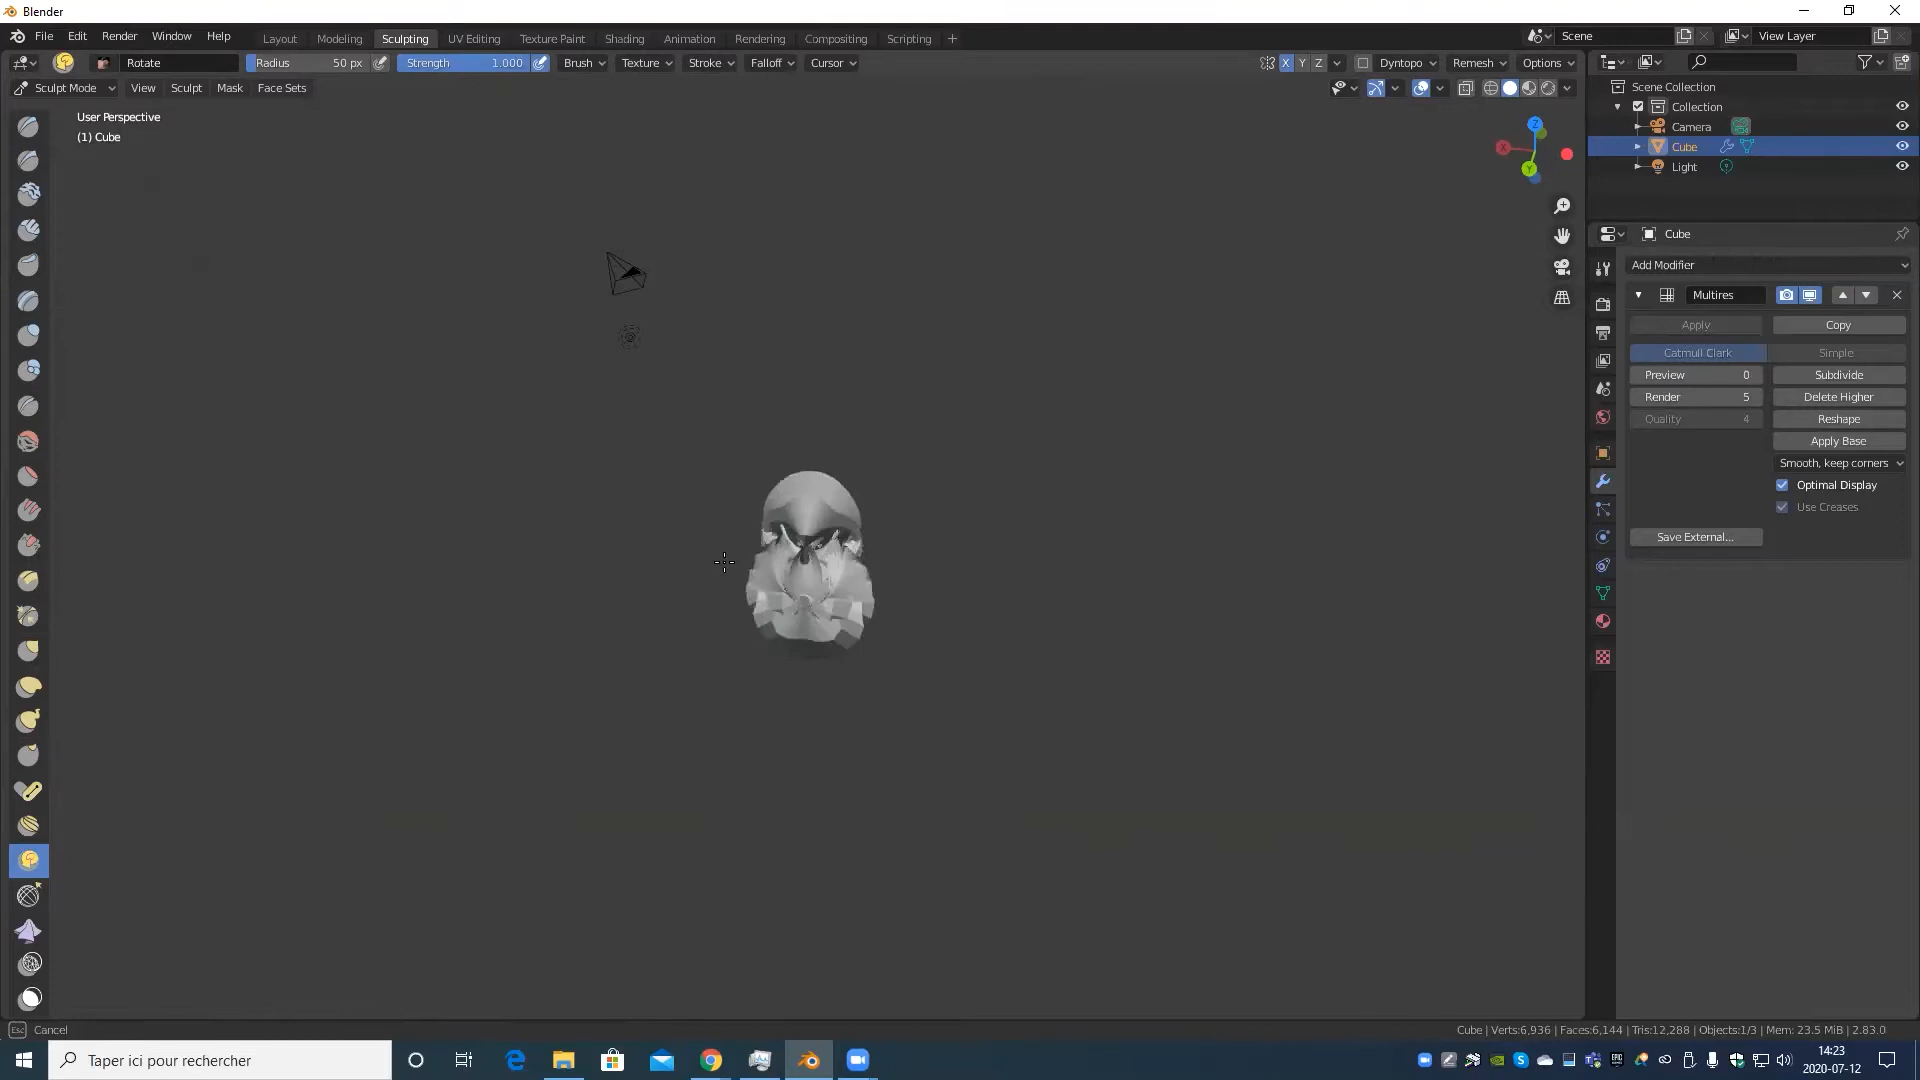 Blender
File Edit Render Window Help Layout Modeling Sculpting UV Editing Texture Paint Shading Animation Rendering Compositing Scripting + Scene View Layer
Rotate Radius 50 px Strength 1.000 Brush Texture Stroke Falloff Cursor X Y Z Dyntopo Remesh Options
Sculpt Mode View Sculpt Mask Face Sets
User Perspective
(1) Cube
Z
X
Y
Scene Collection
Collection
Camera
Cube
Light
Cube
Add Modifier
Multires
Apply Copy
Catmull Clark Simple
Preview 0 Subdivide
Render 5 Delete Higher
Quality 4 Reshape
Apply Base
Smooth, keep corners
Optimal Display
Use Creases
Save External...
Esc Cancel
Cube | Verts:6,936 | Faces:6,144 | Tris:12,288 | Objects:1/3 | Mem: 23.5 MiB | 2.83.0
Taper ici pour rechercher
14:23
2020-07-12